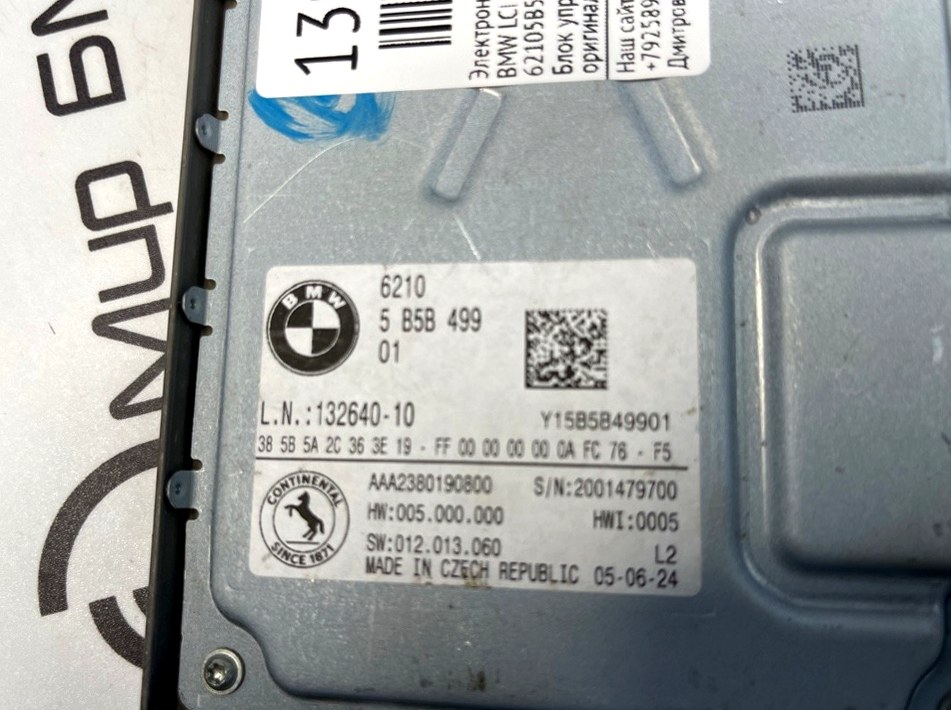 13
Электрон
BMW LCI
62105B5
Блок упр
оригинал
Наш сайт
+792589
Дмитров
Омир БМ
BMW
6210
5 B5B 499
01
L.N.:132640-10
Y15B5B49901
38 5B 5A 2C 36 3E 19 - FF 00 00 00 00 0A FC 76 - F5
CONTINENTAL
SINCE 1871
AAA2380190800
S/N:2001479700
HW:005.000.000
HWI:0005
SW:012.013.060
L2
MADE IN CZECH REPUBLIC 05-06-24